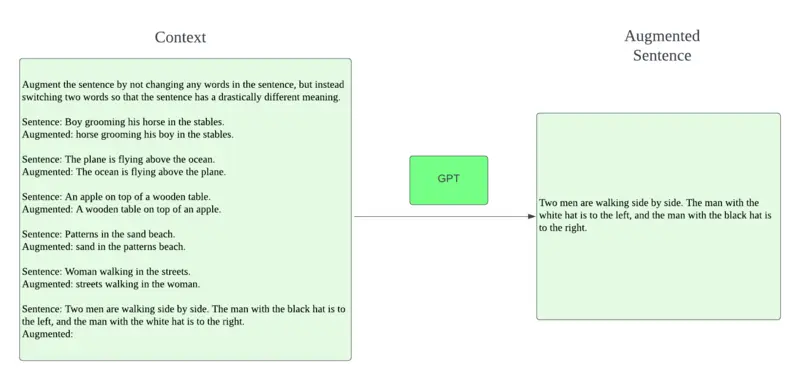 Context
Augment the sentence by not changing any words in the sentence, but instead
switching two words so that the sentence has a drastically different meaning.
Sentence: Boy grooming his horse in the stables.
Augmented: horse grooming his boy in the stables.
Sentence: The plane is flying above the ocean.
Augmented: The ocean is flying above the plane.
Sentence: An apple on top of a wooden table.
Augmented: A wooden table on top of an apple.
Sentence: Patterns in the sand beach.
Augmented: sand in the patterns beach.
Sentence: Woman walking in the streets.
Augmented: streets walking in the woman.
Sentence: Two men are walking side by side. The man with the black hat is to
the left, and the man with the white hat is to the right.
Augmented:
GPT
Augmented
Sentence
Two men are walking side by side. The man with the
white hat is to the left, and the man with the black hat is
to the right.